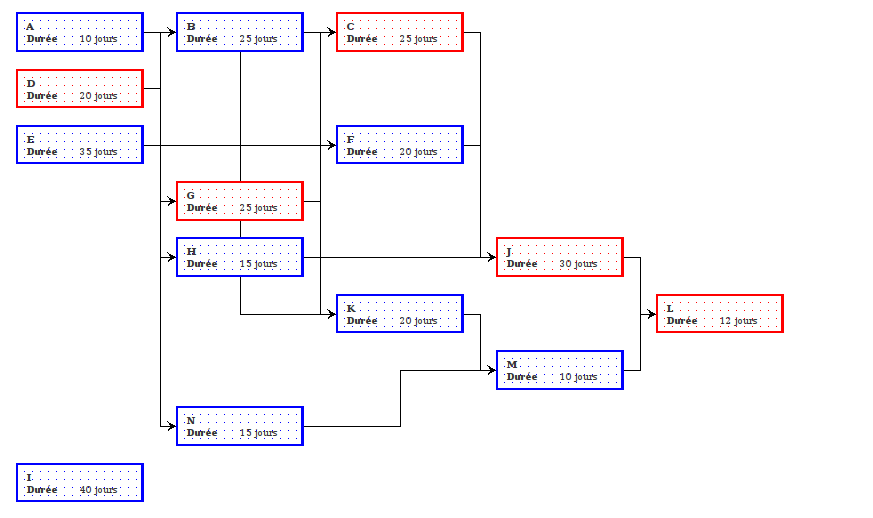 A
Durée 10 jours
B
Durée 25 jours
C
Durée 25 jours
D
Durée 20 jours
E
Durée 35 jours
F
Durée 20 jours
G
Durée 25 jours
H
Durée 15 jours
J
Durée 30 jours
K
Durée 20 jours
L
Durée 12 jours
M
Durée 10 jours
N
Durée 15 jours
I
Durée 40 jours